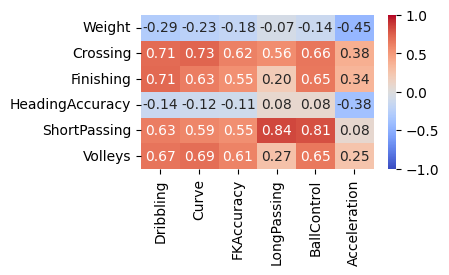 Weight -0.29 -0.23 -0.18 -0.07 -0.14 -0.45
Crossing 0.71 0.73 0.62 0.56 0.66 0.38
Finishing 0.71 0.63 0.55 0.20 0.65 0.34
HeadingAccuracy -0.14 -0.12 -0.11 0.08 0.08 -0.38
ShortPassing 0.63 0.59 0.55 0.84 0.81 0.08
Volleys 0.67 0.69 0.61 0.27 0.65 0.25
Dribbling
Curve
FKAccuracy
LongPassing
BallControl
Acceleration
1.0
0.5
0.0
−0.5
−1.0